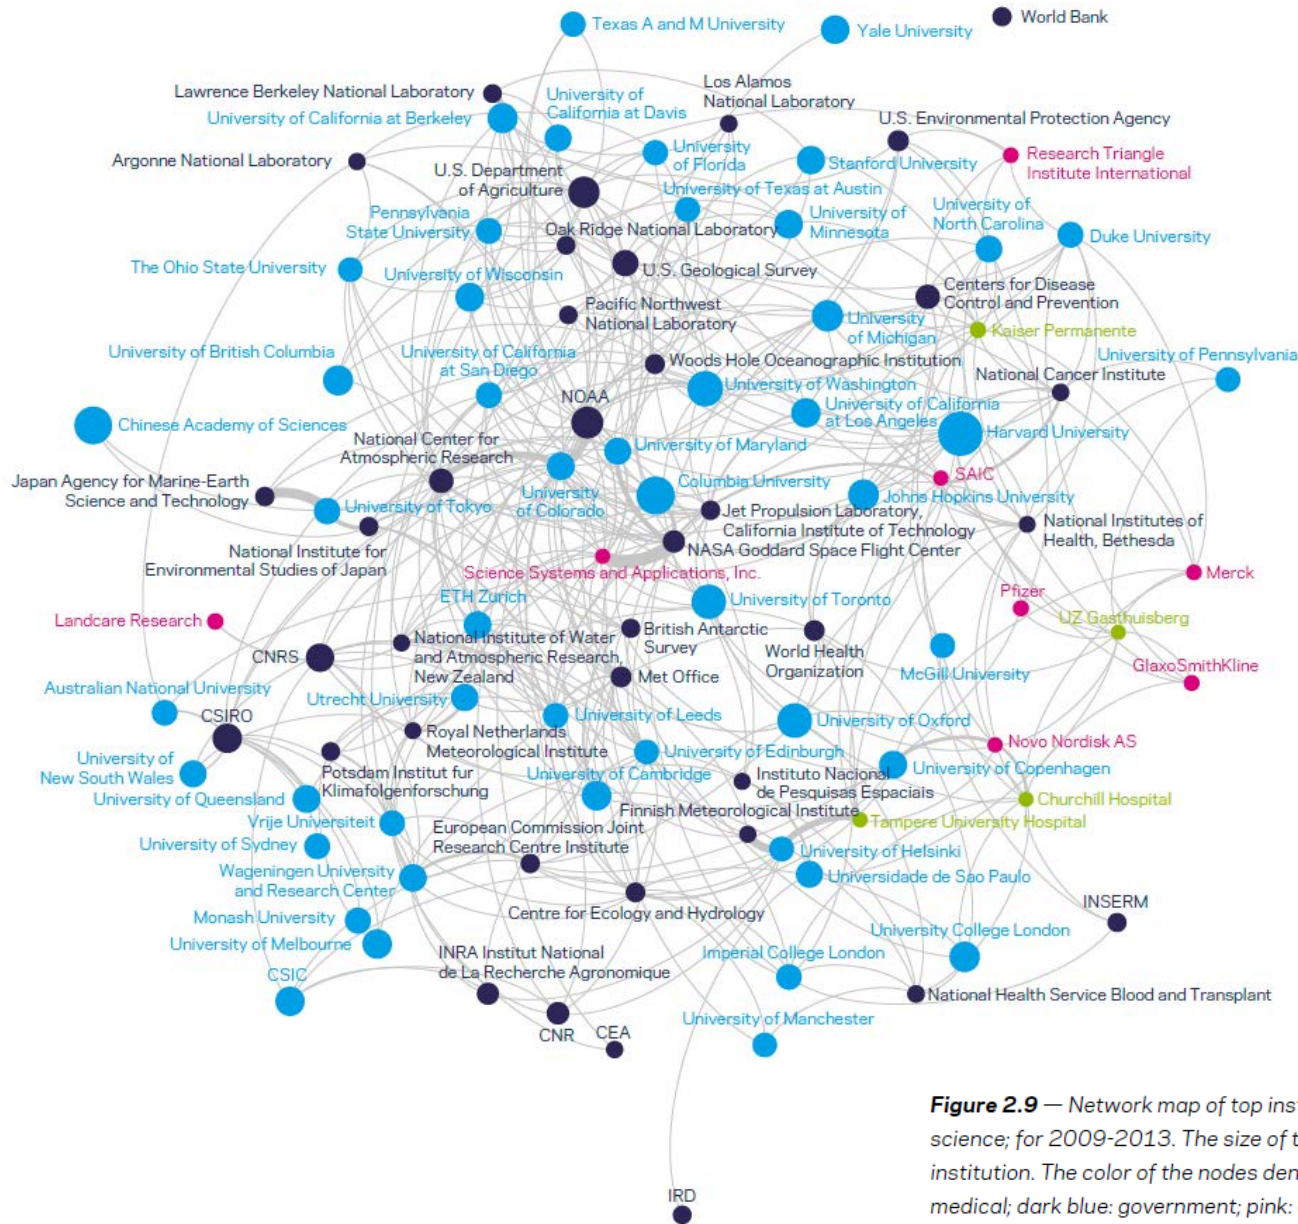 Texas A and M University
Yale University
World Bank
Lawrence Berkeley National Laboratory
University of California at Berkeley
University of
California at Davis
Los Alamos
National Laboratory
U.S. Environmental Protection Agency
Argonne National Laboratory
University
of Florida
Stanford University
Research Triangle
Institute International
U.S. Department
of Agriculture
University of Texas at Austin
Pennsylvania
State University
Oak Ridge National Laboratory
University of
Minnesota
University of
North Carolina
Duke University
The Ohio State University
University of Wisconsin
U.S. Geological Survey
Centers for Disease
Control and Prevention
Pacific Northwest
National Laboratory
University
of Michigan
Kaiser Permanente
University of British Columbia
University of California
at San Diego
Woods Hole Oceanographic Institution
National Cancer Institute
University of Pennsylvania
NOAA
University of Washington
University of California
at Los Angeles
Chinese Academy of Sciences
National Center for
Atmospheric Research
University of Maryland
Harvard University
Japan Agency for Marine-Earth
Science and Technology
University of Tokyo
University
of Colorado
Columbia University
SAIC
Johns Hopkins University
Jet Propulsion Laboratory,
California Institute of Technology
National Institutes of
Health, Bethesda
National Institute for
Environmental Studies of Japan
NASA Goddard Space Flight Center
Science Systems and Applications, Inc.
Merck
ETH Zurich
University of Toronto
Pfizer
UZ Gasthuisberg
Landcare Research
National Institute of Water
and Atmospheric Research,
New Zealand
British Antarctic
Survey
World Health
Organization
CNRS
Met Office
McGill University
GlaxoSmithKline
Australian National University
Utrecht University
CSIRO
University of Leeds
University of Oxford
Royal Netherlands
Meteorological Institute
University of Edinburgh
Novo Nordisk AS
University of
New South Wales
Potsdam Institut fur
Klimafolgenforschung
University of Cambridge
Instituto Nacional
de Pesquisas Espaciais
University of Copenhagen
University of Queensland
Finnish Meteorological Institute
Churchill Hospital
Vrije Universiteit
European Commission Joint
Research Centre Institute
Tampere University Hospital
University of Sydney
University of Helsinki
Wageningen University
and Research Center
Universidade de Sao Paulo
Centre for Ecology and Hydrology
INSERM
Monash University
University of Melbourne
INRA Institut National
de La Recherche Agronomique
University College London
Imperial College London
CSIC
National Health Service Blood and Transplant
University of Manchester
CNR
CEA
IRD
Figure 2.9 — Network map of top ins
science; for 2009-2013. The size of t
institution. The color of the nodes den
medical; dark blue: government; pink: